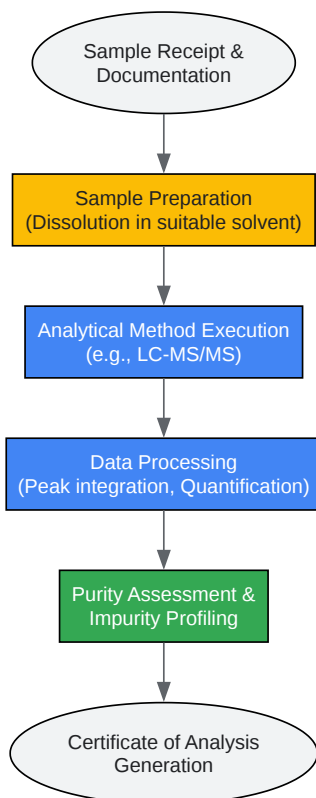 Sample Receipt &
Documentation
Sample Preparation
(Dissolution in suitable solvent)
Analytical Method Execution
(e.g., LC-MS/MS)
Data Processing
(Peak integration, Quantification)
Purity Assessment &
Impurity Profiling
Certificate of Analysis
Generation